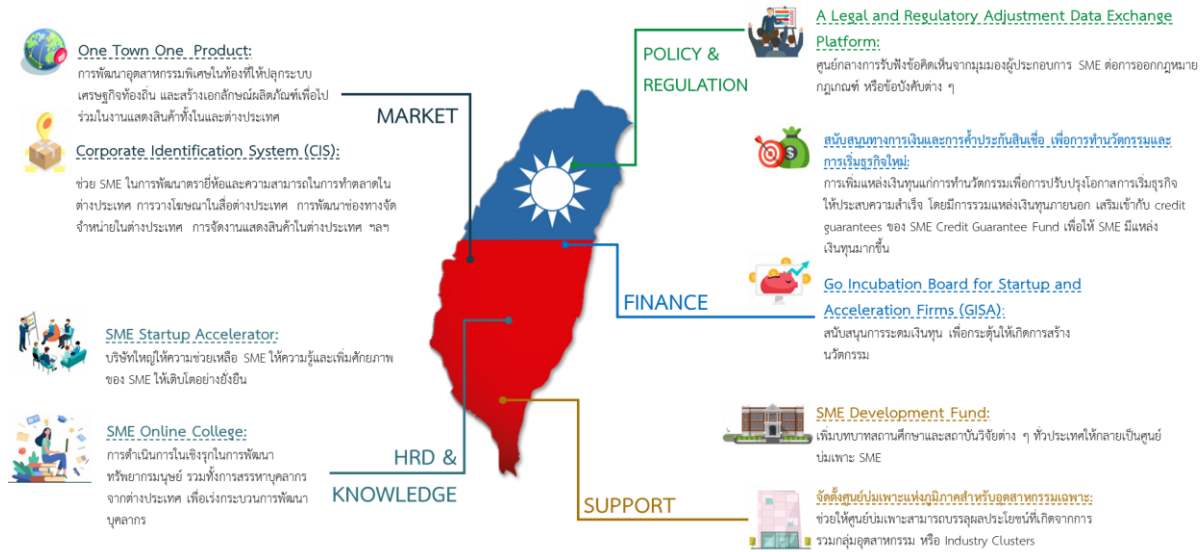 One Town One Product:
การพัฒนาอุตสาหกรรมพิเศษในท้องที่ให้ปลุกระบบ
เศรษฐกิจท้องถิ่น และสร้างเอกลักษณ์ผลิตภัณฑ์เพื่อไป
ร่วมในงานแสดงสินค้าทั้งในและต่างประเทศ
MARKET
Corporate Identification System (CIS):
ช่วย SME ในการพัฒนาตรายี่ห้อและความสามารถในการทำตลาดใน
ต่างประเทศ การวางโฆษณาในสื่อต่างประเทศ การพัฒนาช่องทางจัด
จำหน่ายในต่างประเทศ การจัดงานแสดงสินค้าในต่างประเทศ ฯลฯ
SME Startup Accelerator:
บริษัทใหญ่ให้ความช่วยเหลือ SME ให้ความรู้และเพิ่มศักยภาพ
ของ SME ให้เติบโตอย่างยั่งยืน
SME Online College:
การดำเนินการในเชิงรุกในการพัฒนา
ทรัพยากรมนุษย์ รวมทั้งการสรรหาบุคลากร
จากต่างประเทศ เพื่อเร่งกระบวนการพัฒนา
บุคลากร
HRD &
KNOWLEDGE
POLICY &
REGULATION
A Legal and Regulatory Adjustment Data Exchange
Platform:
ศูนย์กลางการรับฟังข้อคิดเห็นจากมุมมองผู้ประกอบการ SME ต่อการออกกฎหมาย
กฎเกณฑ์ หรือข้อบังคับต่าง ๆ
สนับสนุนทางการเงินและการค้ำประกันสินเชื่อ เพื่อการทำนวัตกรรมและ
การเริ่มธุรกิจใหม่:
การเพิ่มแหล่งเงินทุนแก่การทำนวัตกรรมเพื่อการปรับปรุงโอกาสการเริ่มธุรกิจ
ให้ประสบความสำเร็จ โดยมีการรวมแหล่งเงินทุนภายนอก เสริมเข้ากับ credit
guarantees ของ SME Credit Guarantee Fund เพื่อให้ SME มีแหล่ง
เงินทุนมากขึ้น
FINANCE
Go Incubation Board for Startup and
Acceleration Firms (GISA):
สนับสนุนการระดมเงินทุน เพื่อกระตุ้นให้เกิดการสร้าง
นวัตกรรม
SME Development Fund:
เพิ่มบทบาทสถานศึกษาและสถาบันวิจัยต่าง ๆ ทั่วประเทศให้กลายเป็นศูนย์
บ่มเพาะ SME
SUPPORT
จัดตั้งศูนย์บ่มเพาะแห่งภูมิภาคสำหรับอุตสาหกรรมเฉพาะ:
ช่วยให้ศูนย์บ่มเพาะสามารถบรรลุผลประโยชน์ที่เกิดจากการ
รวมกลุ่มอุตสาหกรรม หรือ Industry Clusters